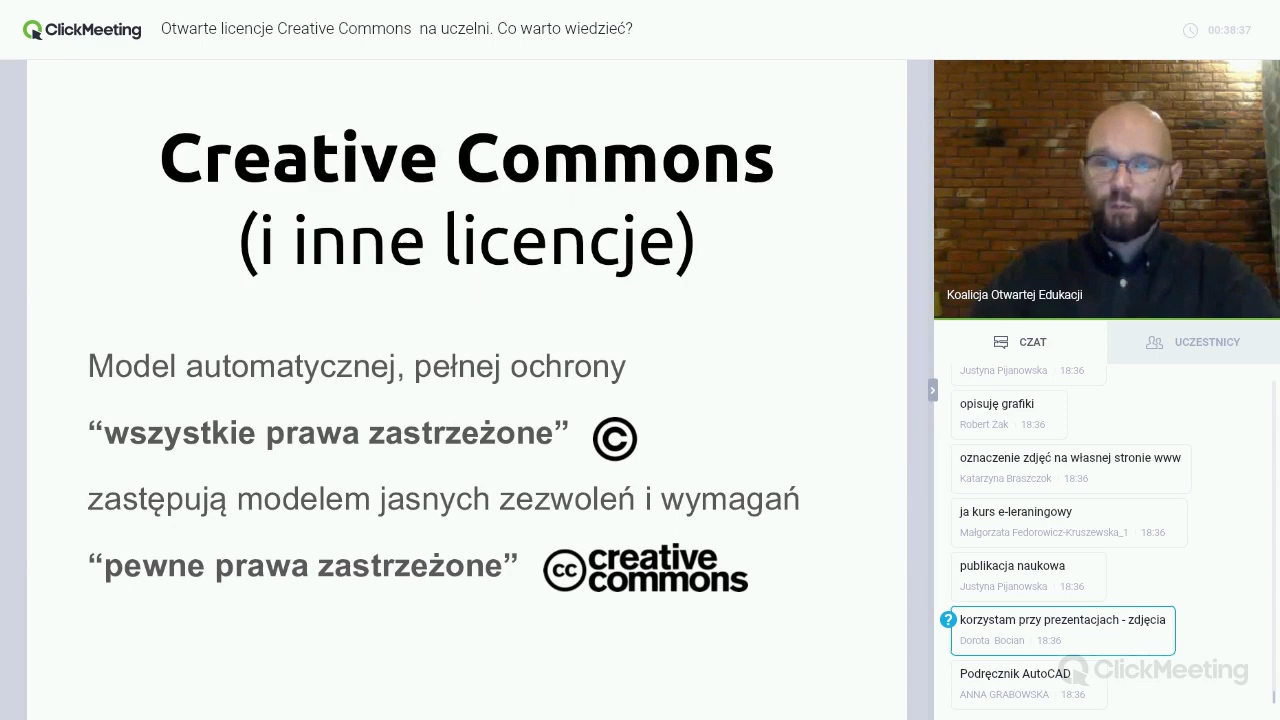 ClickMeeting
Otwarte licencje Creative Commons na uczelni. Co warto wiedzieć?
00:38:37
Creative Commons
(i inne licencje)
Model automatycznej, pełnej ochrony
“wszystkie prawa zastrzeżone” ©
zastępują modelem jasnych zezwoleń i wymagań
“pewne prawa zastrzeżone” cc creative
commons
Koalicja Otwartej Edukacji
CZAT
UCZESTNICY
Justyna Pijanowska 18:36
opisuję grafiki
Robert Żak 18:36
oznaczenie zdjęć na własnej stronie www
Katarzyna Braszczok 18:36
ja kurs e-leraningowy
Małgorzata Fedorowicz-Kruszewska_1 18:36
publikacja naukowa
Justyna Pijanowska 18:36
? korzystam przy prezentacjach - zdjęcia
Dorota Bocian 18:36
Podręcznik AutoCAD
ANNA GRABOWSKA 18:36
ClickMeeting